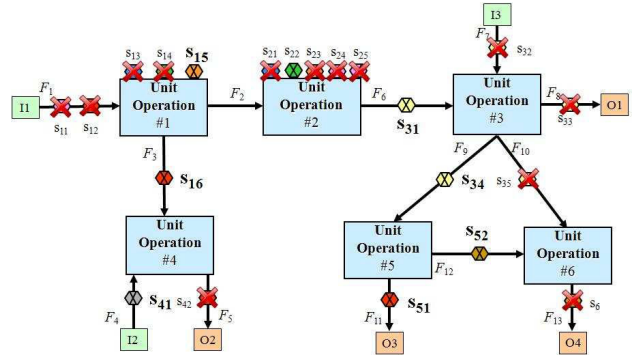 I3
s13 s14 s15
s21 s22 s23 s24 s25
F7
s32
I1
F1
s11 s12
Unit
Operation
#1
F2
Unit
Operation
#2
F6
s31
Unit
Operation
#3
F8
s33
O1
F3
s16
F9
F10
s34
s35
Unit
Operation
#4
Unit
Operation
#5
s52
F12
Unit
Operation
#6
s41
s42
F4
F5
I2
O2
s51
F11
O3
s6
F13
O4